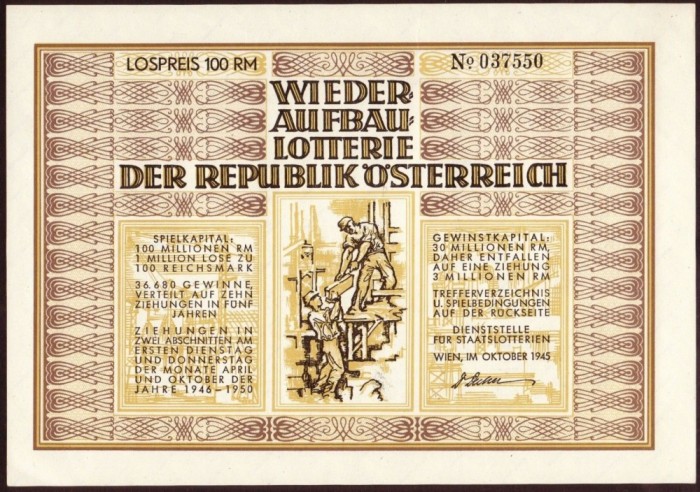 LOSPREIS 100 RM
No 037550
WIEDER-
AUFBAU-
LOTTERIE
DER REPUBLIK ÖSTERREICH
SPIELKAPITAL:
100 MILLIONEN RM
1 MILLION LOSE ZU
100 REICHSMARK
36.680 GEWINNE,
VERTEILT AUF ZEHN
ZIEHUNGEN IN FÜNF
JAHREN
ZIEHUNGEN IN
ZWEI ABSCHNITTEN AM
ERSTEN DIENSTAG
UND DONNERSTAG
DER MONATE APRIL
UND OKTOBER DER
JAHRE 1946-1950
GEWINSTKAPITAL:
30 MILLIONEN RM,
DAHER ENTFALLEN
AUF EINE ZIEHUNG
3 MILLIONEN RM
TREFFERVERZEICHNIS
U. SPIELBEDINGUNGEN
AUF DER RÜCKSEITE
DIENSTSTELLE
FÜR STAATSLOTTERIEN
WIEN, IM OKTOBER 1945